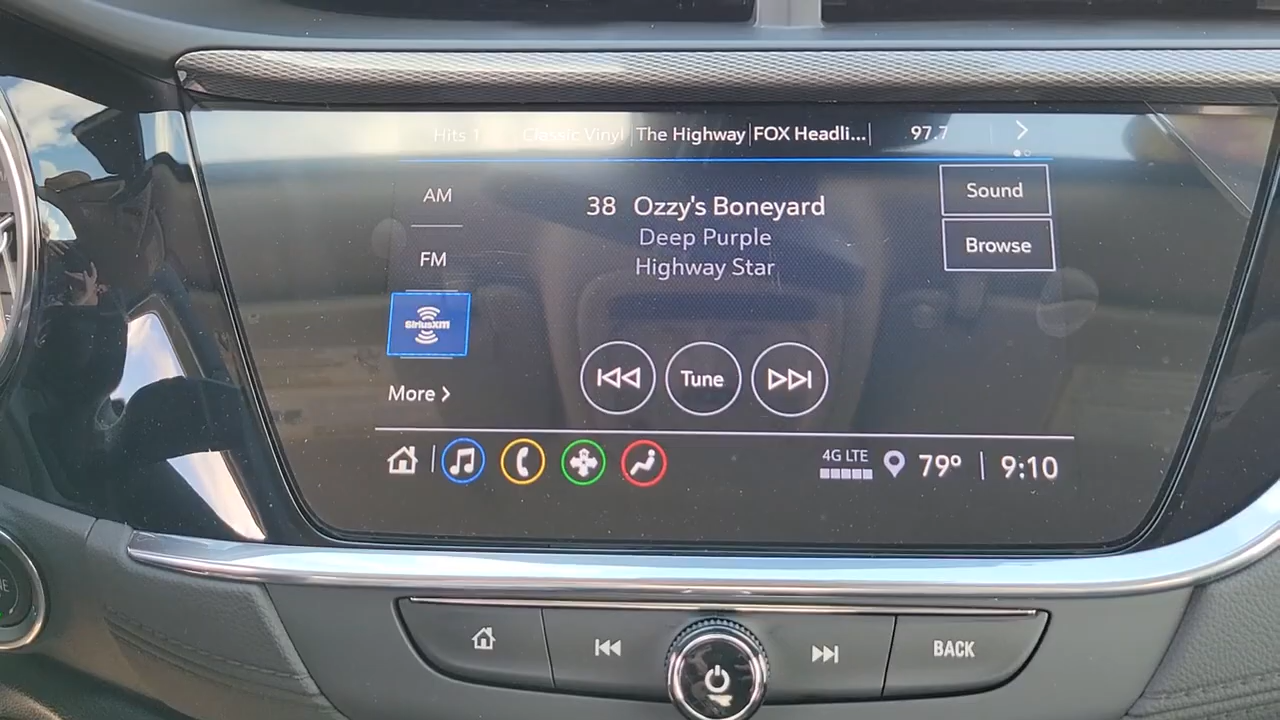 Hits 1 Classic Vinyl The Highway FOX Headli... 97.7
AM
38 Ozzy's Boneyard
Sound
Deep Purple
Browse
FM
Highway Star
SiriusXM
Tune
More
4G LTE
79° 9:10
BACK